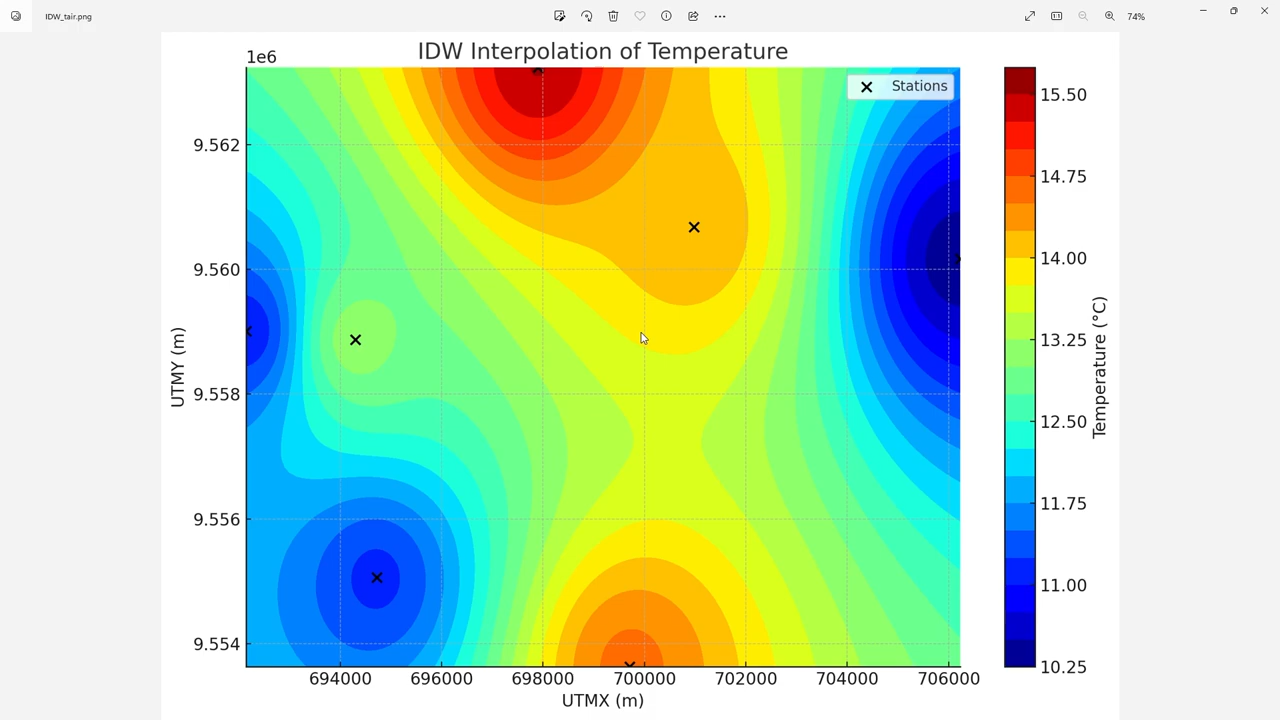 IDW_tair.png
74%
IDW Interpolation of Temperature
1e6
Stations
9.562
9.560
9.558
9.556
9.554
UTMY (m)
694000 696000 698000 700000 702000 704000 706000
UTMX (m)
15.50
14.75
14.00
13.25
12.50
11.75
11.00
10.25
Temperature (°C)